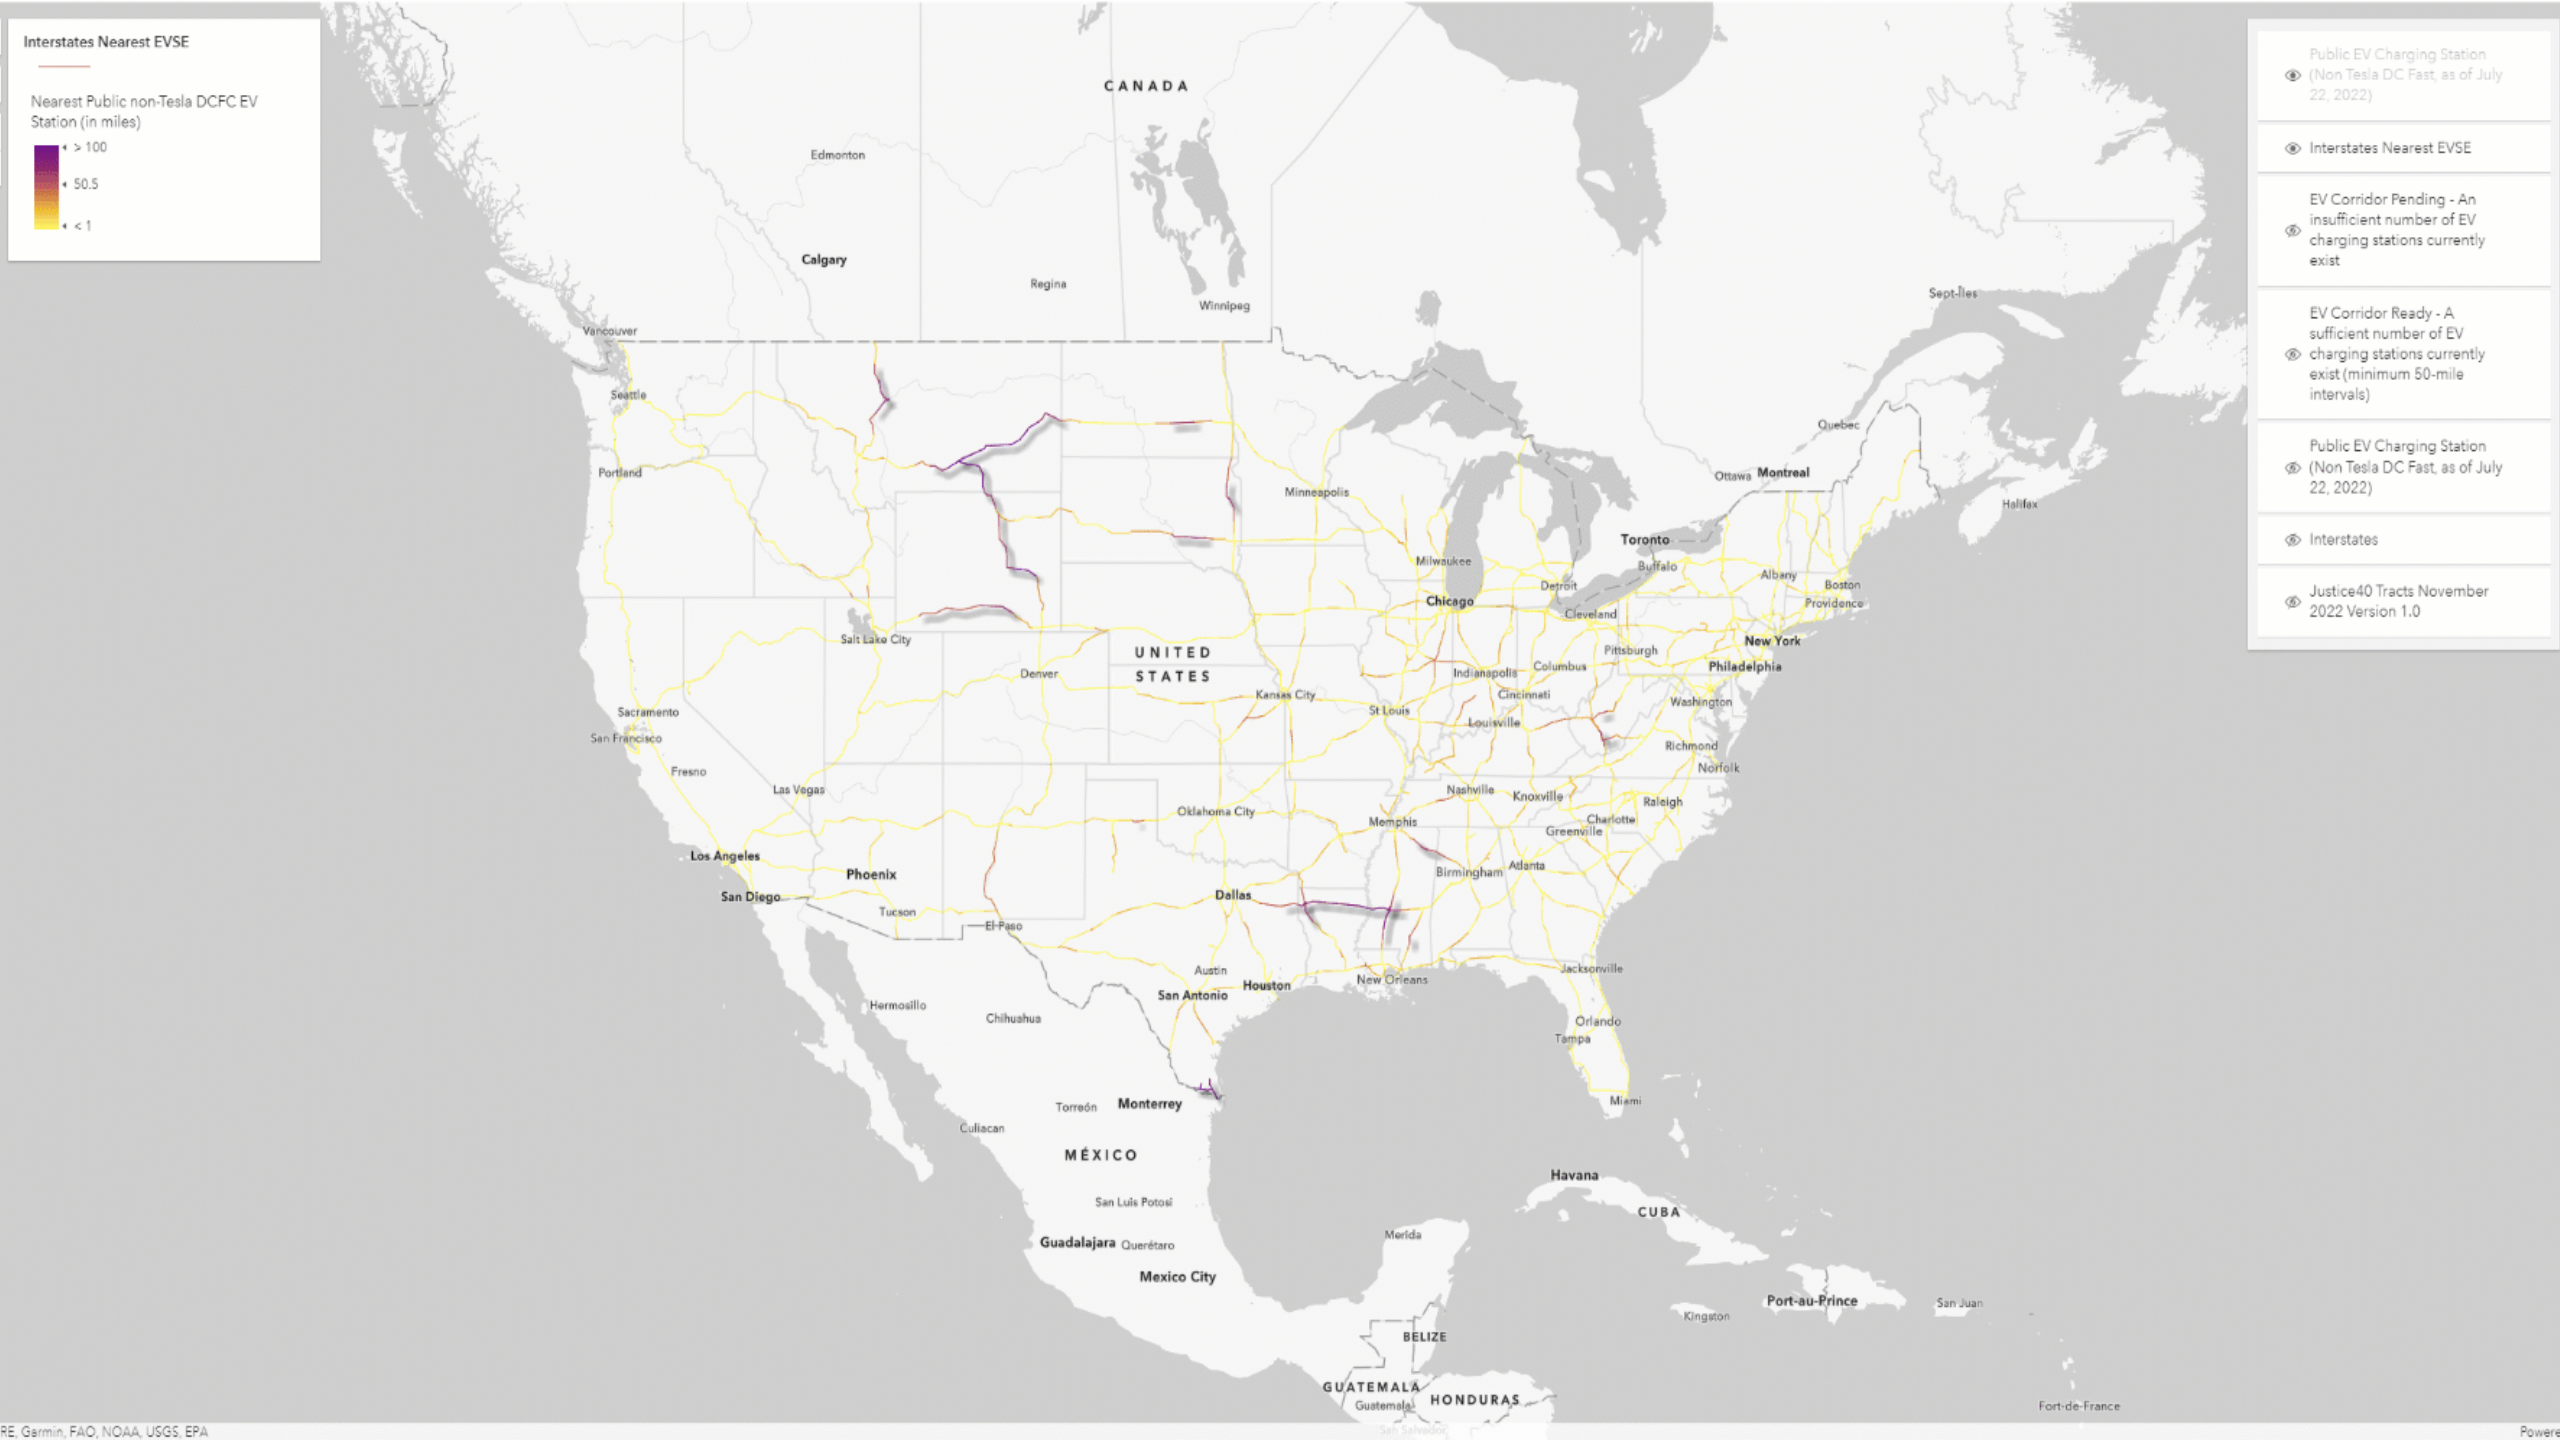 Interstates Nearest EVSE
Nearest Public non-Tesla DCFC EV
Station (in miles)
> 100
50.5
< 1
Public EV Charging Station
(Non Tesla DC Fast, as of July
22, 2022)
Interstates Nearest EVSE
EV Corridor Pending - An
insufficient number of EV
charging stations currently
exist
EV Corridor Ready - A
sufficient number of EV
charging stations currently
exist (minimum 50-mile
intervals)
Public EV Charging Station
(Non Tesla DC Fast, as of July
22, 2022)
Interstates
Justice40 Tracts November
2022 Version 1.0
CANADA
Edmonton
Calgary
Regina
Winnipeg
Sept-Îles
Vancouver
Seattle
Quebec
Portland
Ottawa
Montreal
Minneapolis
Halifax
Toronto
Milwaukee
Buffalo
Albany
Detroit
Boston
Chicago
Providence
Cleveland
Salt Lake City
New York
UNITED
STATES
Pittsburgh
Philadelphia
Columbus
Denver
Indianapolis
Kansas City
Cincinnati
Washington
Sacramento
St Louis
Louisville
San Francisco
Richmond
Norfolk
Fresno
Las Vegas
Nashville
Knoxville
Raleigh
Oklahoma City
Memphis
Charlotte
Greenville
Los Angeles
Atlanta
Phoenix
Birmingham
San Diego
Dallas
Tucson
El Paso
Austin
Jacksonville
New Orleans
Houston
San Antonio
Hermosillo
Chihuahua
Orlando
Tampa
Miami
Torreón
Monterrey
Culiacan
MÉXICO
Havana
San Luis Potosí
CUBA
Merida
Guadalajara
Querétaro
Mexico City
Port-au-Prince
San Juan
Kingston
BELIZE
GUATEMALA
HONDURAS
Guatemala
Fort-de-France
San Salvador
RE, Garmin, FAO, NOAA, USGS, EPA
Powere